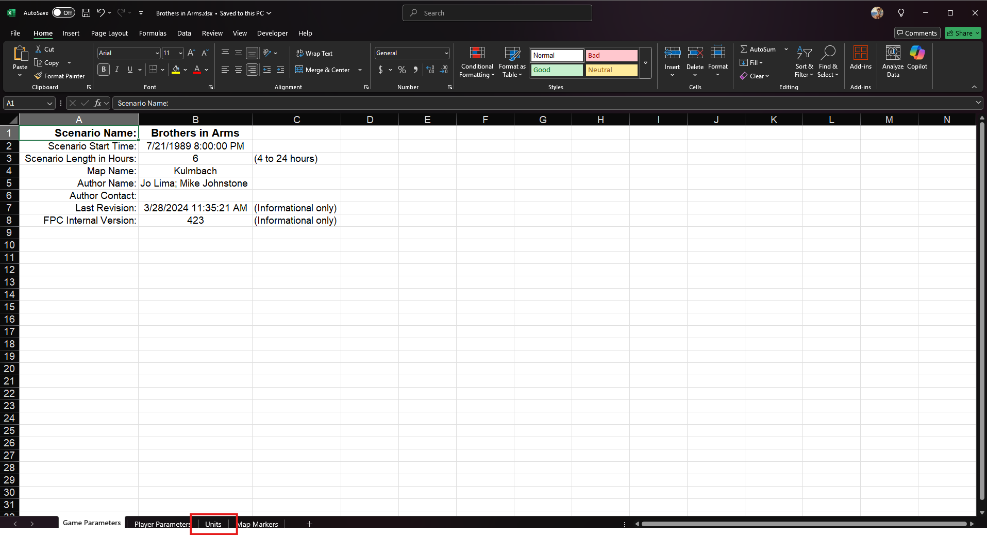 AutoSave Off Brothers in Arms.xlsx • Saved to this PC Search
File Home Insert Page Layout Formulas Data Review View Developer Help Comments Share
Paste Cut Copy Format Painter Clipboard
Arial 11 A A B I U A Font
Wrap Text Merge & Center Alignment
General $ % Number
Conditional Formatting Format as Table Normal Bad Good Neutral Styles
Insert Delete Format Cells
AutoSum Fill Clear Sort & Filter Find & Select Editing
Add-ins Add-ins
Analyze Data Copilot
A1 fx Scenario Name:
A B C D E F G H I J K L M N
1 Scenario Name: Brothers in Arms
2 Scenario Start Time: 7/21/1989 8:00:00 PM
3 Scenario Length in Hours: 6 (4 to 24 hours)
4 Map Name: Kulmbach
5 Author Name: Jo Lima; Mike Johnstone
6 Author Contact:
7 Last Revision: 3/28/2024 11:35:21 AM (Informational only)
8 FPC Internal Version: 423 (Informational only)
9
10
11
12
13
14
15
16
17
18
19
20
21
22
23
24
25
26
27
28
29
30
31
Game Parameters Player Parameters Units Map Markers +